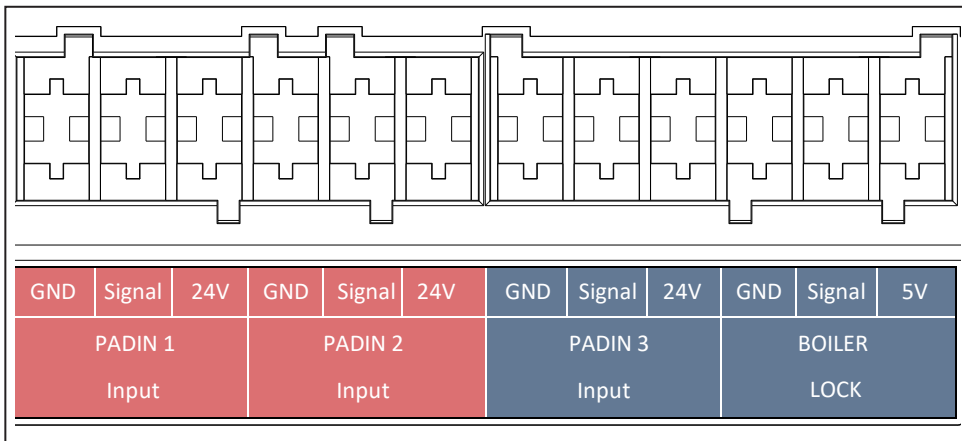 GND Signal 24V GND Signal 24V GND Signal 24V GND Signal 5V
PADIN 1 PADIN 2 PADIN 3 BOILER
Input Input Input LOCK